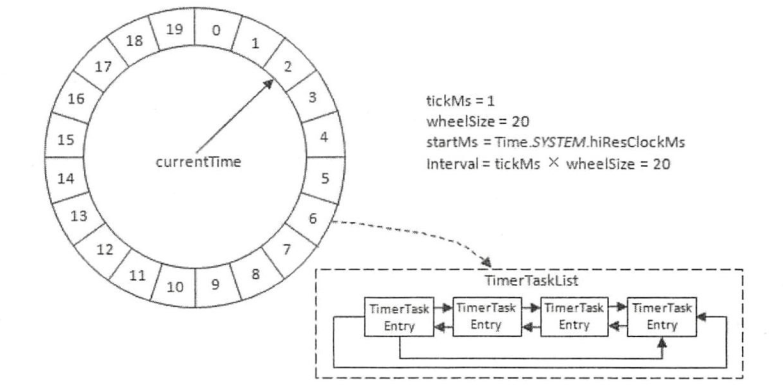 0
1
2
3
4
5
6
7
8
9
10
11
12
13
14
15
16
17
18
19
currentTime
tickMs = 1
wheelSize = 20
startMs = Time.SYSTEM.hiResClockMs
Interval = tickMs × wheelSize = 20
TimerTaskList
TimerTask
Entry
TimerTask
Entry
TimerTask
Entry
TimerTask
Entry